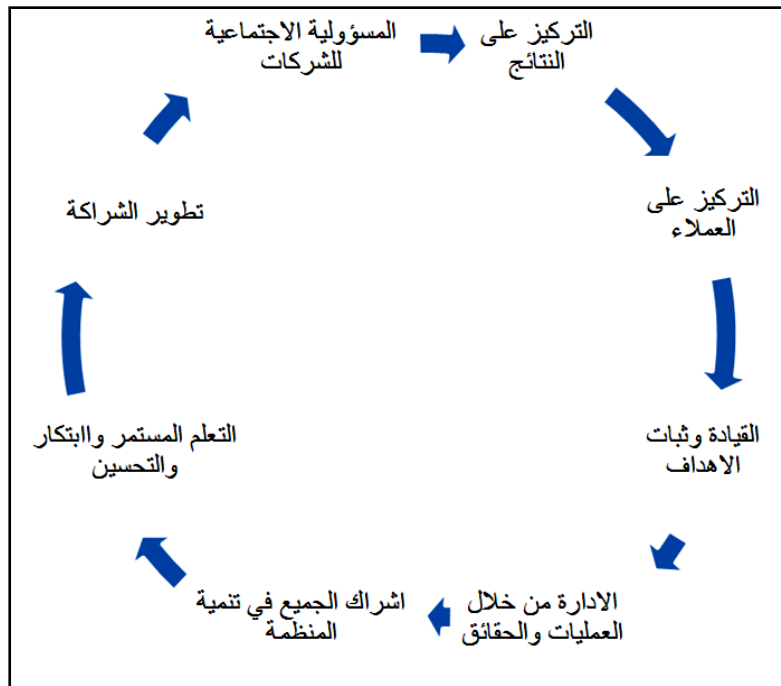 التركيز على
النتائج
التركيز على
العملاء
القيادة وثبات
الاهداف
الادارة من خلال
العمليات والحقائق
اشراك الجميع في تنمية
المنظمة
التعلم المستمر واابتكار
والتحسين
تطوير الشراكة
المسؤولية الاجتماعية
للشركات